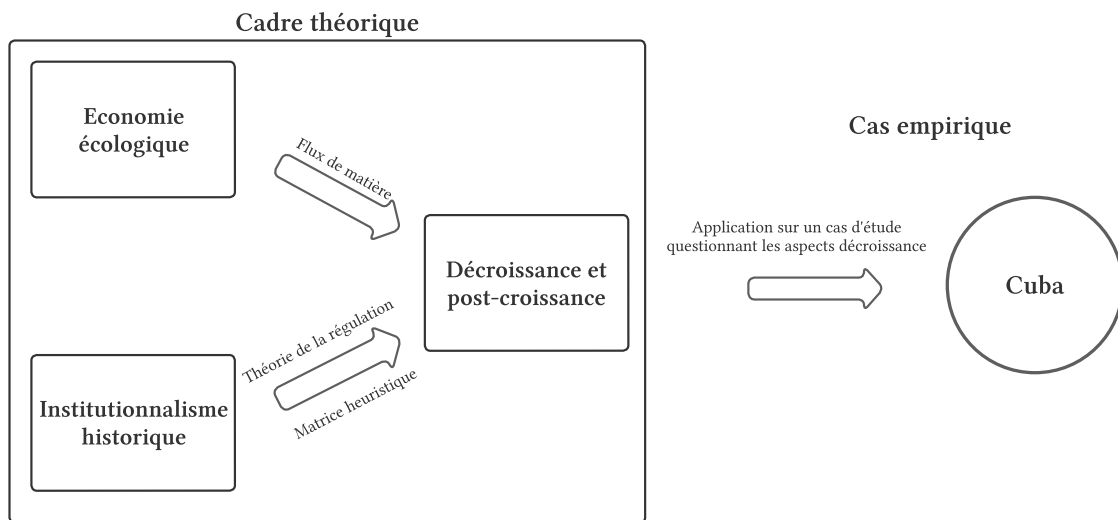 Cadre théorique
Economie
écologique
Flux de matière
Décroissance et
post-croissance
Théorie de la régulation
Matrice heuristique
Institutionnalisme
historique
Cas empirique
Application sur un cas d'étude
questionnant les aspects décroissance
Cuba